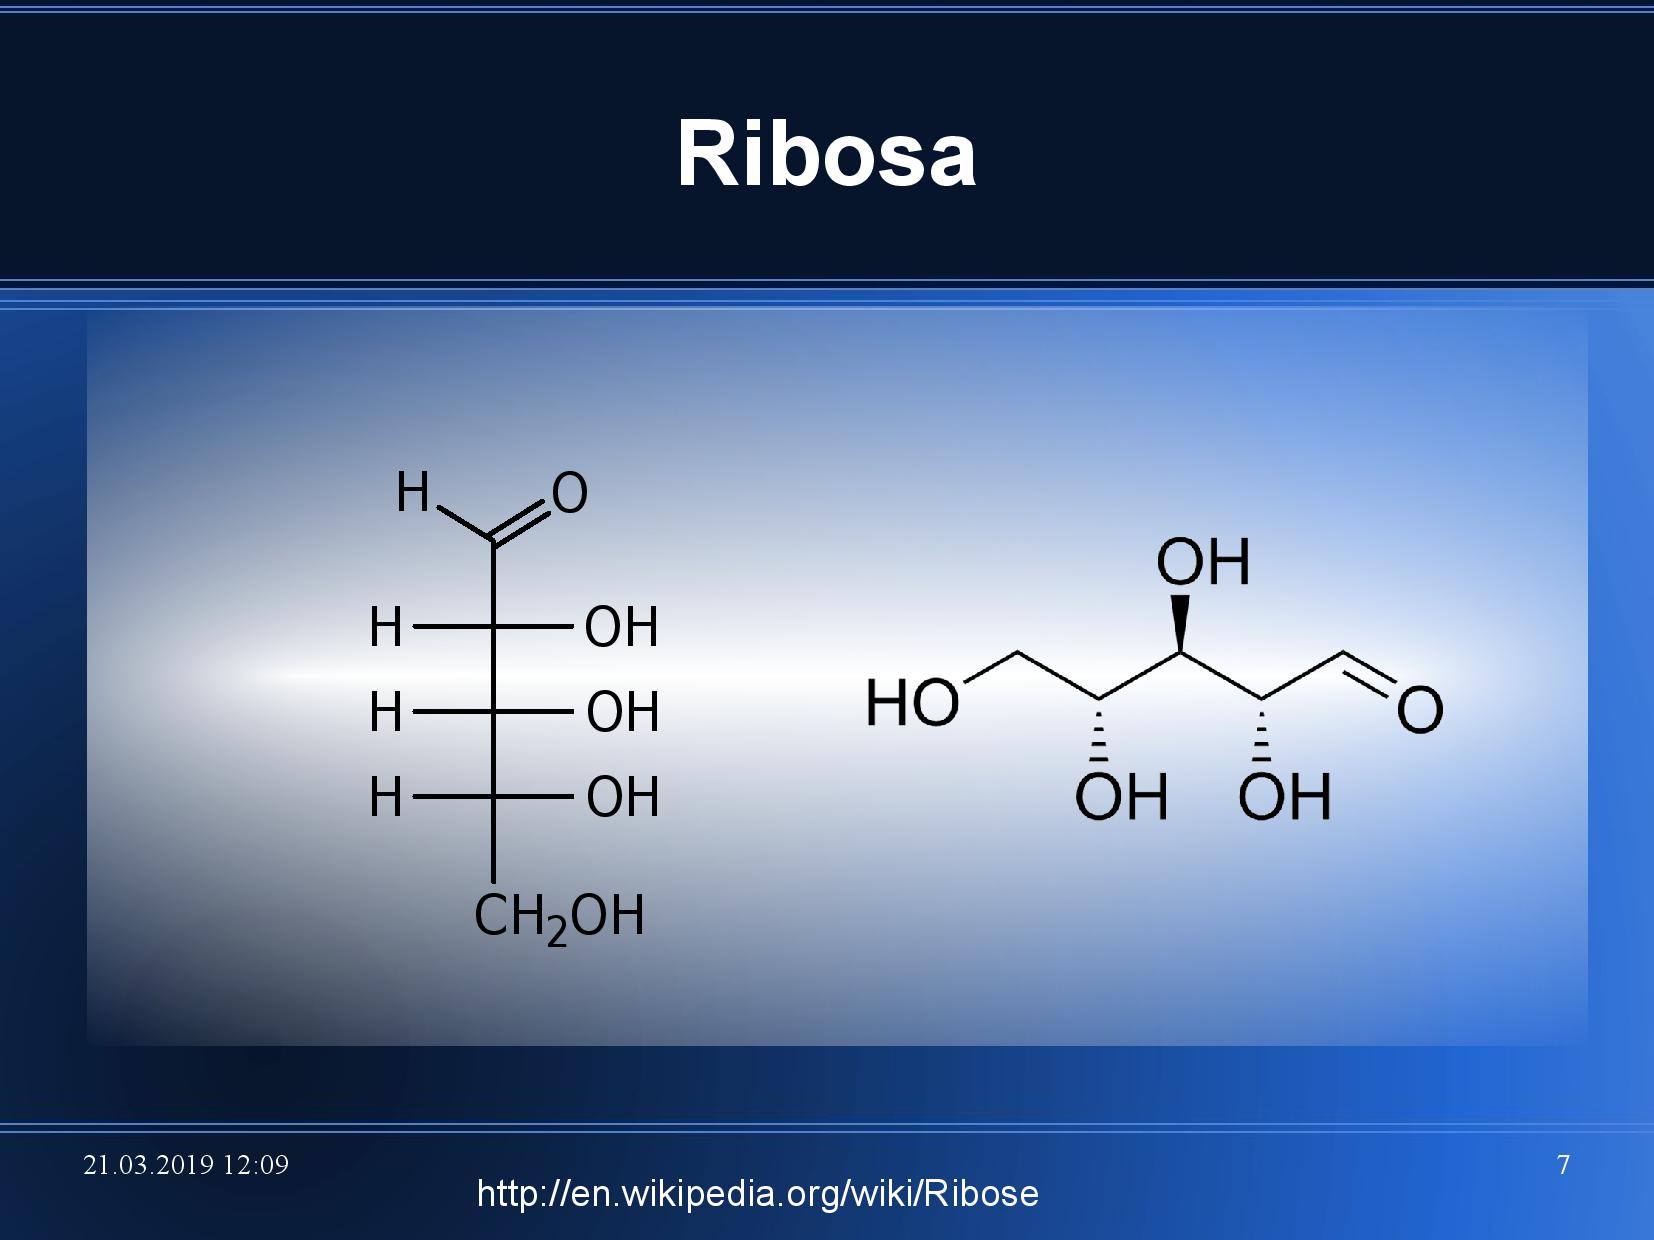 Ribosa
H O
H OH
H OH
H OH
CH₂OH
OH
HO O
OH OH
21.03.2019 12:09
7
http://en.wikipedia.org/wiki/Ribose